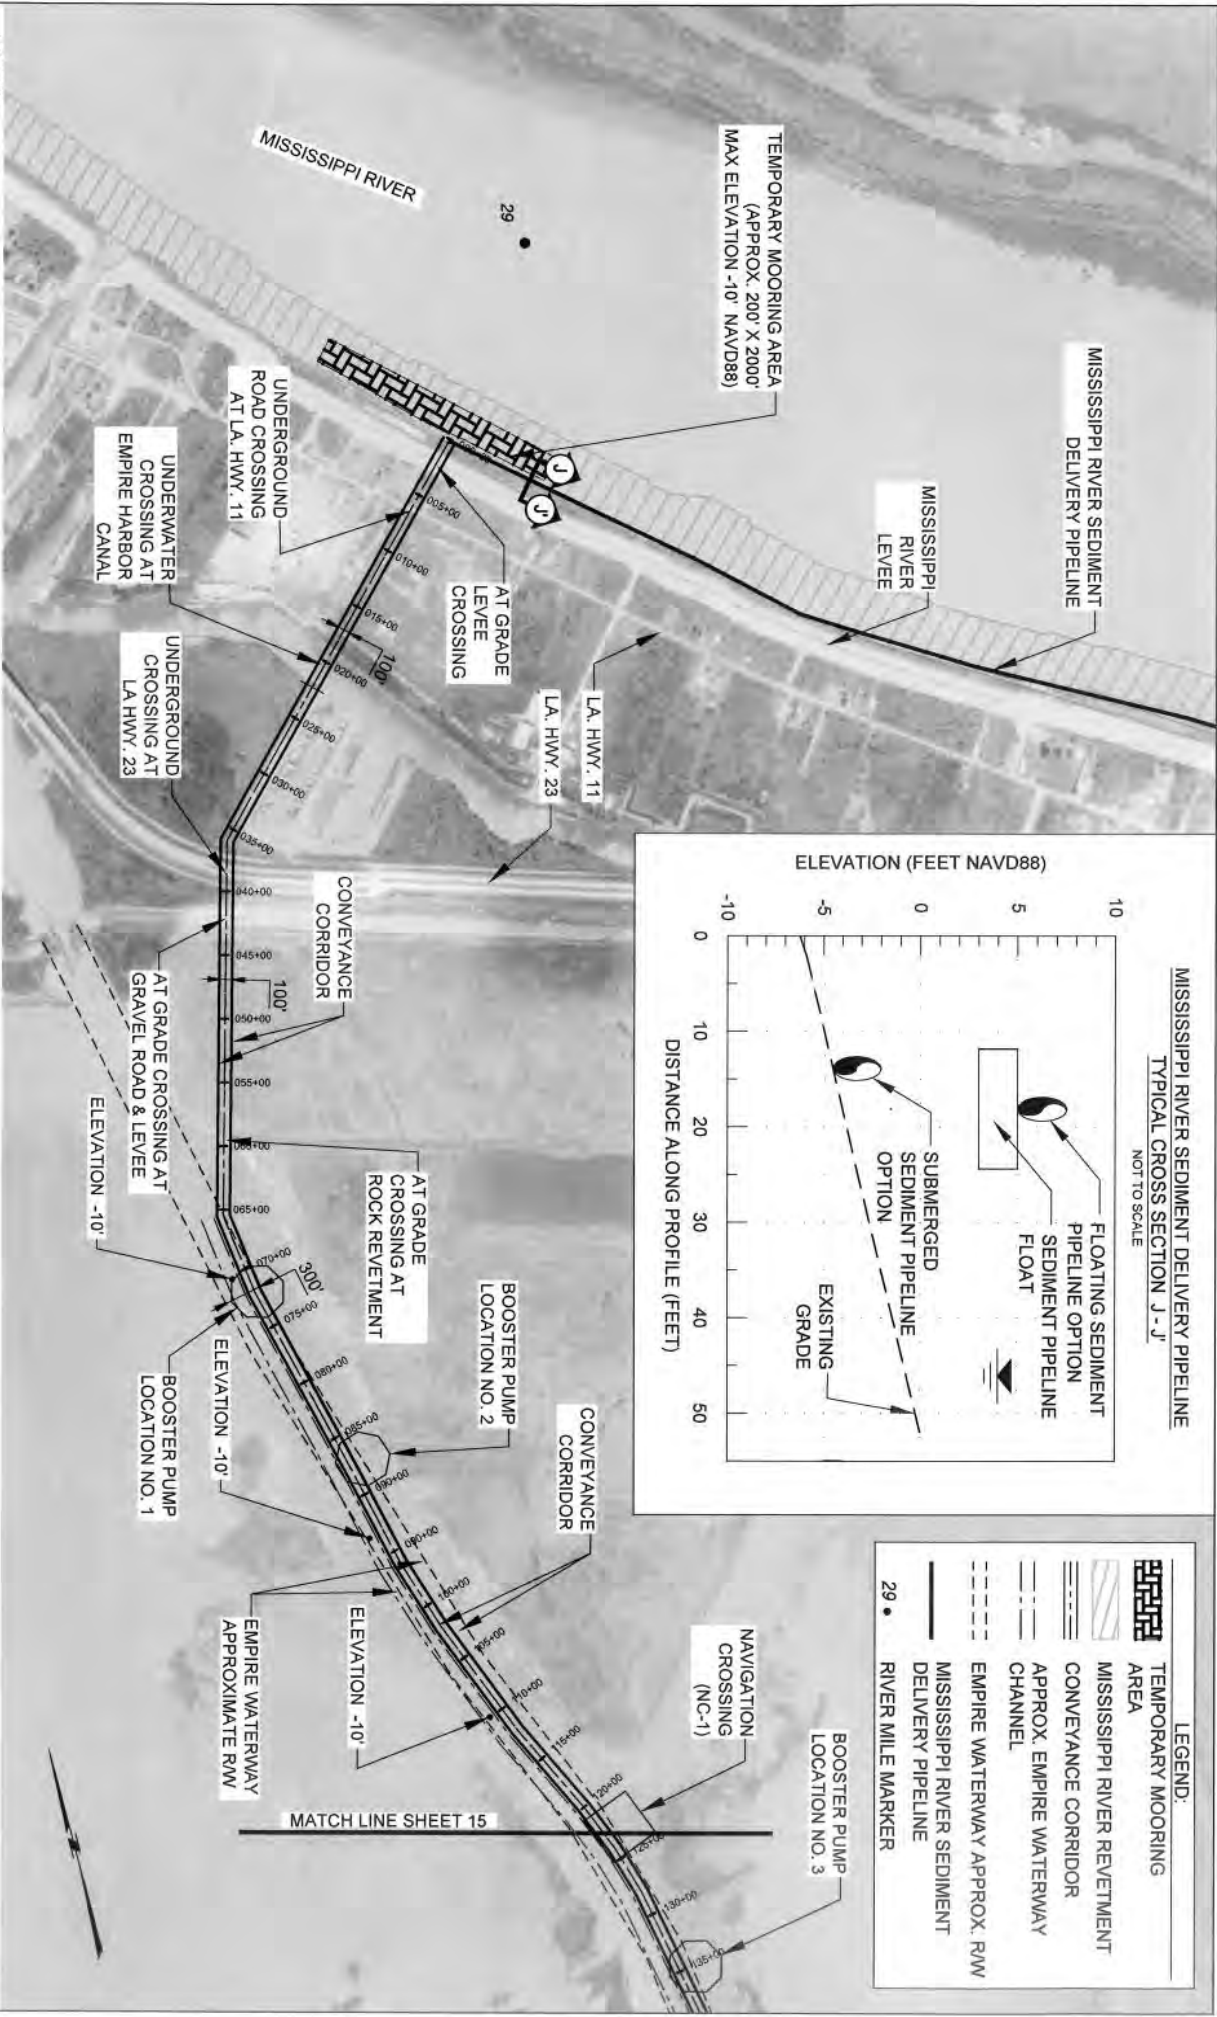 MISSISSIPPI RIVER
29
TEMPORARY MOORING AREA
(APPROX. 200' X 2000'
MAX ELEVATION -10' NAVD88)
MISSISSIPPI RIVER SEDIMENT
DELIVERY PIPELINE
MISSISSIPPI
RIVER
LEVEE
LA. HWY. 11
LA. HWY. 23
J
J'
AT GRADE
LEVEE
CROSSING
UNDERGROUND
ROAD CROSSING
AT LA. HWY. 11
UNDERWATER
CROSSING AT
EMPIRE HARBOR
CANAL
UNDERGROUND
CROSSING AT
LA HWY. 23
005+00
010+00
015+00
100'
020+00
025+00
030+00
035+00
040+00
045+00
100'
050+00
055+00
060+00
065+00
070+00
300'
075+00
080+00
085+00
090+00
100+00
105+00
110+00
115+00
120+00
125+00
130+00
135+00
CONVEYANCE
CORRIDOR
AT GRADE CROSSING AT
GRAVEL ROAD & LEVEE
AT GRADE
CROSSING AT
ROCK REVETMENT
ELEVATION -10'
BOOSTER PUMP
LOCATION NO. 1
ELEVATION -10'
BOOSTER PUMP
LOCATION NO. 2
CONVEYANCE
CORRIDOR
EMPIRE WATERWAY
APPROXIMATE R/W
ELEVATION -10'
NAVIGATION
CROSSING
(NC-1)
MATCH LINE SHEET 15
BOOSTER PUMP
LOCATION NO. 3
MISSISSIPPI RIVER SEDIMENT DELIVERY PIPELINE
TYPICAL CROSS SECTION J - J'
NOT TO SCALE
FLOATING SEDIMENT
PIPELINE OPTION
SEDIMENT PIPELINE
FLOAT
SUBMERGED
SEDIMENT PIPELINE
OPTION
EXISTING
GRADE
ELEVATION (FEET NAVD88)
10
5
0
-5
-10
0
10
20
30
40
50
DISTANCE ALONG PROFILE (FEET)
LEGEND:
TEMPORARY MOORING
AREA
MISSISSIPPI RIVER REVETMENT
CONVEYANCE CORRIDOR
APPROX. EMPIRE WATERWAY
CHANNEL
EMPIRE WATERWAY APPROX. R/W
MISSISSIPPI RIVER SEDIMENT
DELIVERY PIPELINE
29
RIVER MILE MARKER